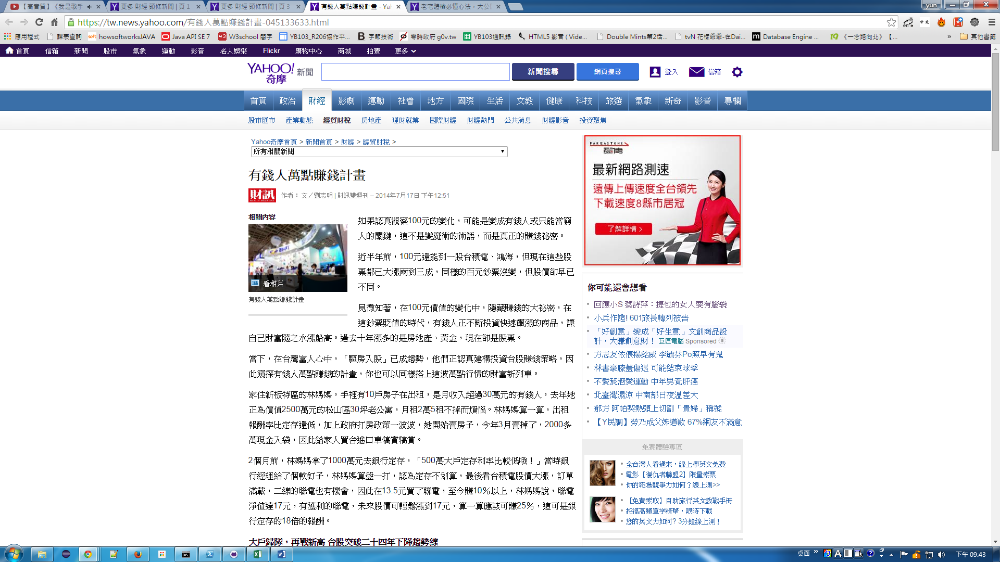 【高音質】《我是歌手
更多 財經 頭條新聞 | 頁 1
更多 財經 頭條新聞 | 頁 3
有錢人萬點賺錢計畫 - Yah
老宅體檢必懂心法，大公開
yun
https://tw.news.yahoo.com/有錢人萬點賺錢計畫-045133633.html
應用程式 課表查詢 howsoftworksJAVA Java API SE 7 W3school 簡字 YB103_R206協作平... 字節技術 零時政府 g0v.tw YB103通訊錄 HTML5 影音 ( Vide... Double Mints第2话... tvN 花樣爺爺-在Dai... Database Engine ... 《一念路向北》【... » 其他書籤
首頁 信箱 新聞 股市 氣象 運動 影音 名人娛樂 Flickr 購物中心 商城 拍賣 更多
YAHOO! 奇摩 新聞 新聞搜尋 網頁搜尋 登入 信箱
首頁 政治 財經 影劇 運動 社會 地方 國際 生活 文教 健康 科技 旅遊 氣象 新奇 影音 專欄
股市匯市 產業動態 經貿財稅 房地產 理財就業 國際財經 財經熱門 公共消息 財經影音 投資聚焦
Yahoo奇摩首頁 > 新聞首頁 > 財經 > 經貿財稅 >
所有相關新聞
有錢人萬點賺錢計畫
財訊 作者： 文／劉志明 | 財訊雙週刊 – 2014年7月17日 下午12:51
相關內容
看相片
有錢人萬點賺錢計畫
如果認真觀察100元的變化，可能是變成有錢人或只能當窮
人的關鍵，這不是變魔術的術語，而是真正的賺錢祕密。
近半年前，100元還能到一股台積電、鴻海，但現在這些股
票都已大漲兩到三成，同樣的百元鈔票沒變，但股價卻早已
不同。
見微知著，在100元價值的變化中，隱藏賺錢的大祕密，在
這鈔票貶值的時代，有錢人正不斷投資快速飆漲的商品，讓
自己財富隨之水漲船高。過去十年漲多的是房地產、黃金，現在卻是股票。
當下，在台灣富人心中，「驅房入股」已成趨勢，他們正認真建構投資台股賺錢策略，因
此窺探有錢人萬點賺錢的計畫，你也可以同樣搭上這波萬點行情的財富新列車。
家住新板特區的林媽媽，手裡有10戶房子在出租，是月收入超過30萬元的有錢人，去年她
正為價值2500萬元的松山區30坪老公寓，月租2萬5租不掉而煩惱。林媽媽算一算，出租
報酬率比定存還低，加上政府打房政策一波波，她開始賣房子，今年3月賣掉了，2000多
萬現金入袋，因此給家人買台進口車犒賞犒賞。
2個月前，林媽媽拿了1000萬元去銀行定存，「500萬大戶定存利率比較低哦！」當時銀
行經理給了個軟釘子，林媽媽算盤一打，認為定存不划算，最後看台積電股價大漲，訂單
滿載，二線的聯電也有機會，因此在13.5元買了聯電，至今賺10%以上，林媽媽說，聯電
淨值達17元，有獲利的聯電，未來股價可輕鬆漲到17元，算一算應該可賺25%，這可是銀
行定存的18倍的報酬。
大戶歸隊，再戰新高 台股突破二十四年下降趨勢線
FAREASTONE
遠傳
最新網路測速
遠傳上傳速度全台領先
下載速度8縣市居冠
了解詳情 >
你可能還會想看
回應小S 蔡詩萍：提包的女人要有腦袋
小兵作證! 601旅長轉列被告
「好創意」變成「好生意」文創商品設
計，大賺創意財！ 巨匠電腦 Sponsored
方志友依偎楊銘威 李毓芬Po照早有鬼
林書豪膝蓋傷退 可能結束球季
不愛菸酒愛運動 中年男竟肝癌
北臺灣濕涼 中南部日夜溫差大
郁方 阿帕契熱頭上切割「貴婦」稱號
【Y民調】勞乃成父姊道歉 67%網友不滿意
免費體驗專區
全台灣人看過來，線上學英文免費
電影【復仇者聯盟2】限量索票
你的職場競爭力如何？線上測>>
【免費索取】自助旅行英文教戰手冊
托福高頻單字精華，限時下載
您的英文力如何? 3分鐘線上測！
桌面 » 下午 09:43